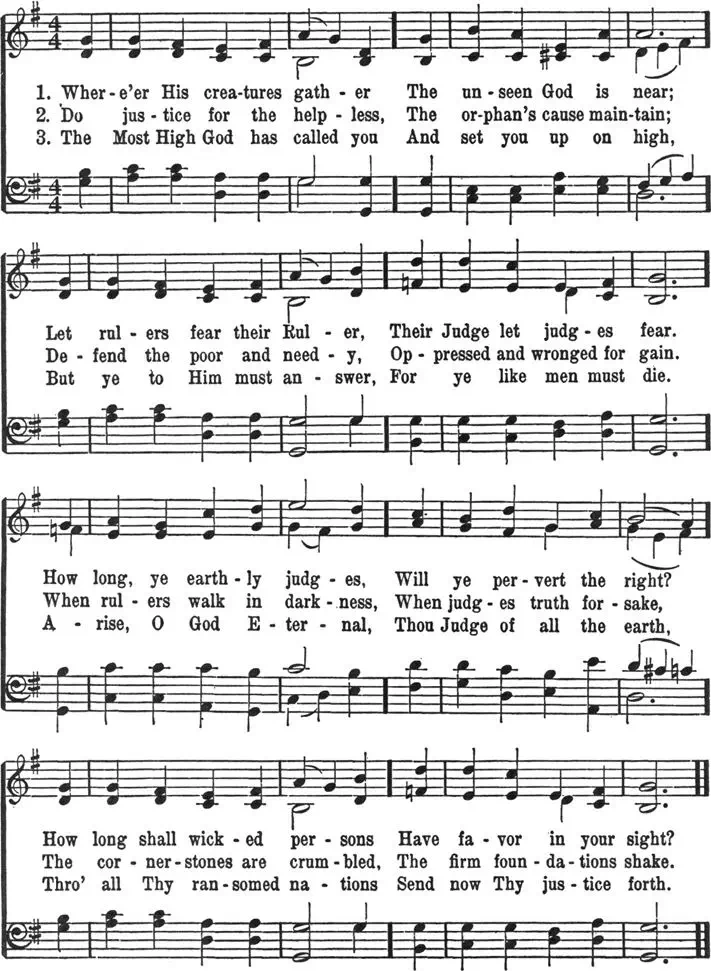 4 4
1. Wher-e'er His crea-tures gath-er The un-seen God is near;
2. Do jus-tice for the help-less, The or-phan's cause main-tain;
3. The Most High God has called you And set you up on high,
4 4
Let rul-ers fear their Rul-er, Their Judge let judg-es fear.
De-fend the poor and need-y, Op-pressed and wronged for gain.
But ye to Him must an-swer, For ye like men must die.
How long, ye earth-ly judg-es, Will ye per-vert the right?
When rul-ers walk in dark-ness, When judg-es truth for-sake,
A-rise, O God E-ter-nal, Thou Judge of all the earth,
How long shall wick-ed per-sons Have fa-vor in your sight?
The cor-ner-stones are crum-bled, The firm foun-da-tions shake.
Thro' all Thy ran-somed na-tions Send now Thy jus-tice forth.